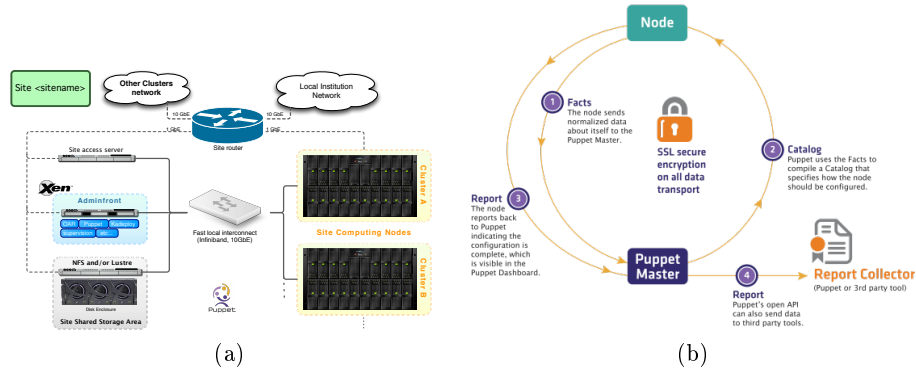 Site <sitename>
Other Clusters
network
Local Institution
Network
10 GbE
10 GbE
1 GbE
1 GbE
Site router
Site access server
Xen
Adminfront
OAR
Puppet
Kadeploy
supervision
etc...
Fast local interconnect
(Infiniband, 10GbE)
Cluster A
Site Computing Nodes
Cluster B
NFS and/or Lustre
Disk Enclosure
Site Shared Storage Area
Puppet
(a)
Node
1
Facts
The node sends
normalized data
about itself to the
Puppet Master.
SSL secure
encryption
on all data
transport
2
Catalog
Puppet uses the Facts to
compile a Catalog that
specifies how the node
should be configured.
3
Report
The node
reports back
to Puppet
indicating the
configuration is
complete, which
is visible in the
Puppet Dashboard.
Puppet
Master
4
Report
Puppet's open API
can also send data
to third party tools.
Report Collector
(Puppet or 3rd party tool)
(b)